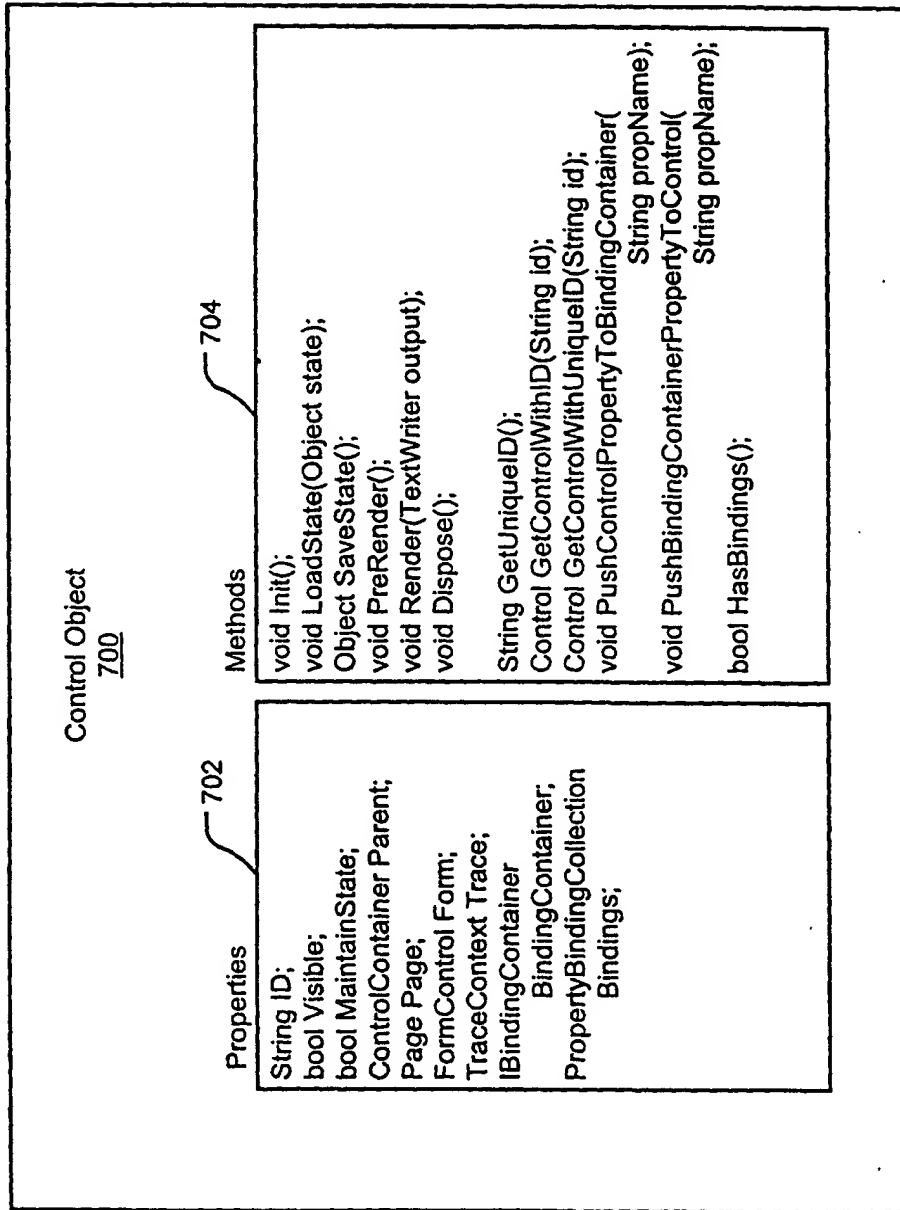 Control Object
700
Properties
702
String ID;
bool Visible;
bool MaintainState;
ControlContainer Parent;
Page Page;
FormControl Form;
TraceContext Trace;
IBindingContainer
BindingContainer;
PropertyBindingCollection
Bindings;
Methods
704
void Init();
void LoadState(Object state);
Object SaveState();
void PreRender();
void Render(TextWriter output);
void Dispose();
String GetUniqueID();
Control GetControlWithID(String id);
Control GetControlWithUniqueID(String id);
void PushControlPropertyToBindingContainer(
String propName);
void PushBindingContainerPropertyToControl(
String propName);
bool HasBindings();